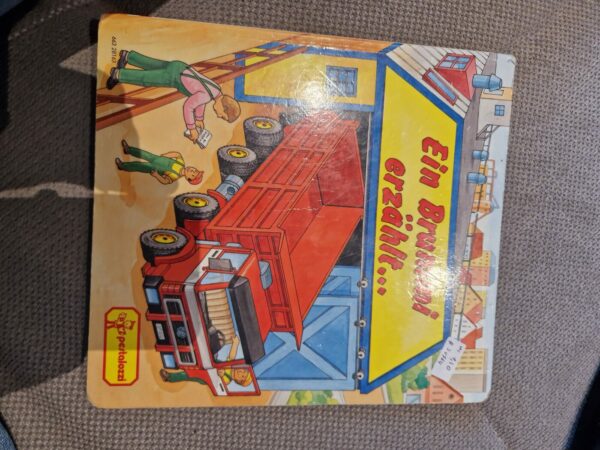 Ein Brummi
erzählt...
pestalozzi